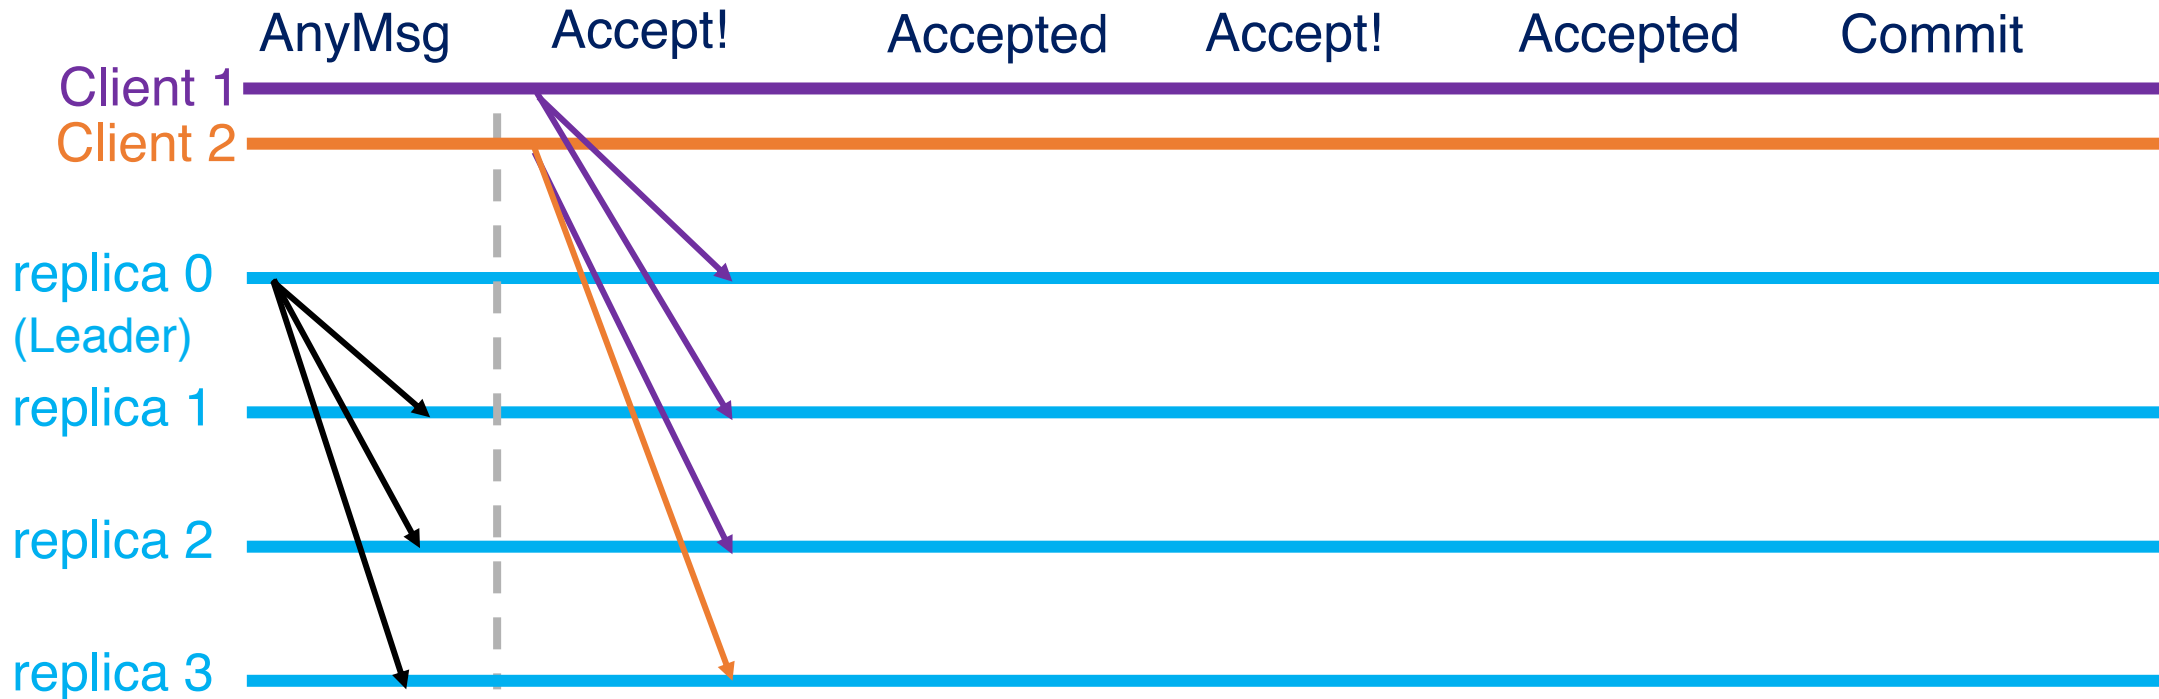 AnyMsg Accept! Accepted Accept! Accepted Commit
Client 1
Client 2
replica 0
(Leader)
replica 1
replica 2
replica 3